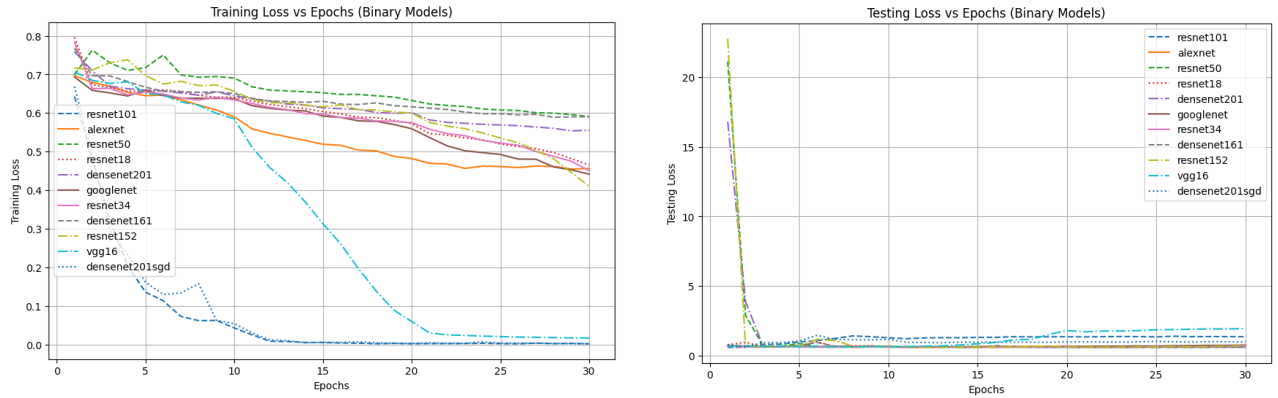 Training Loss vs Epochs (Binary Models)
Training Loss
0.8
0.7
0.6
0.5
0.4
0.3
0.2
0.1
0.0
resnet101
alexnet
resnet50
resnet18
densenet201
googlenet
resnet34
densenet161
resnet152
vgg16
densenet201sgd
0 5 10 15 20 25 30
Epochs
Testing Loss vs Epochs (Binary Models)
Testing Loss
20
15
10
5
0
resnet101
alexnet
resnet50
resnet18
densenet201
googlenet
resnet34
densenet161
resnet152
vgg16
densenet201sgd
0 5 10 15 20 25 30
Epochs